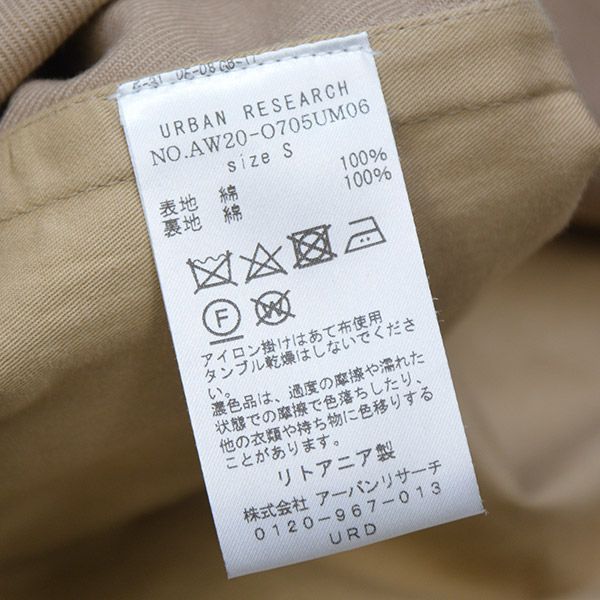 URBAN RESEARCH
NO.AW20-O705UM06
size S
表地 綿 100%
裏地 綿 100%
F W
アイロン掛けはあて布使用
タンブル乾燥はしないでくださ
い。
濃色品は、過度の摩擦や濡れた
状態での摩擦で色落ちしたり、
他の衣類や持ち物に色移りする
ことがあります。
リトアニア製
株式会社 アーバンリサーチ
0120-967-013
URD